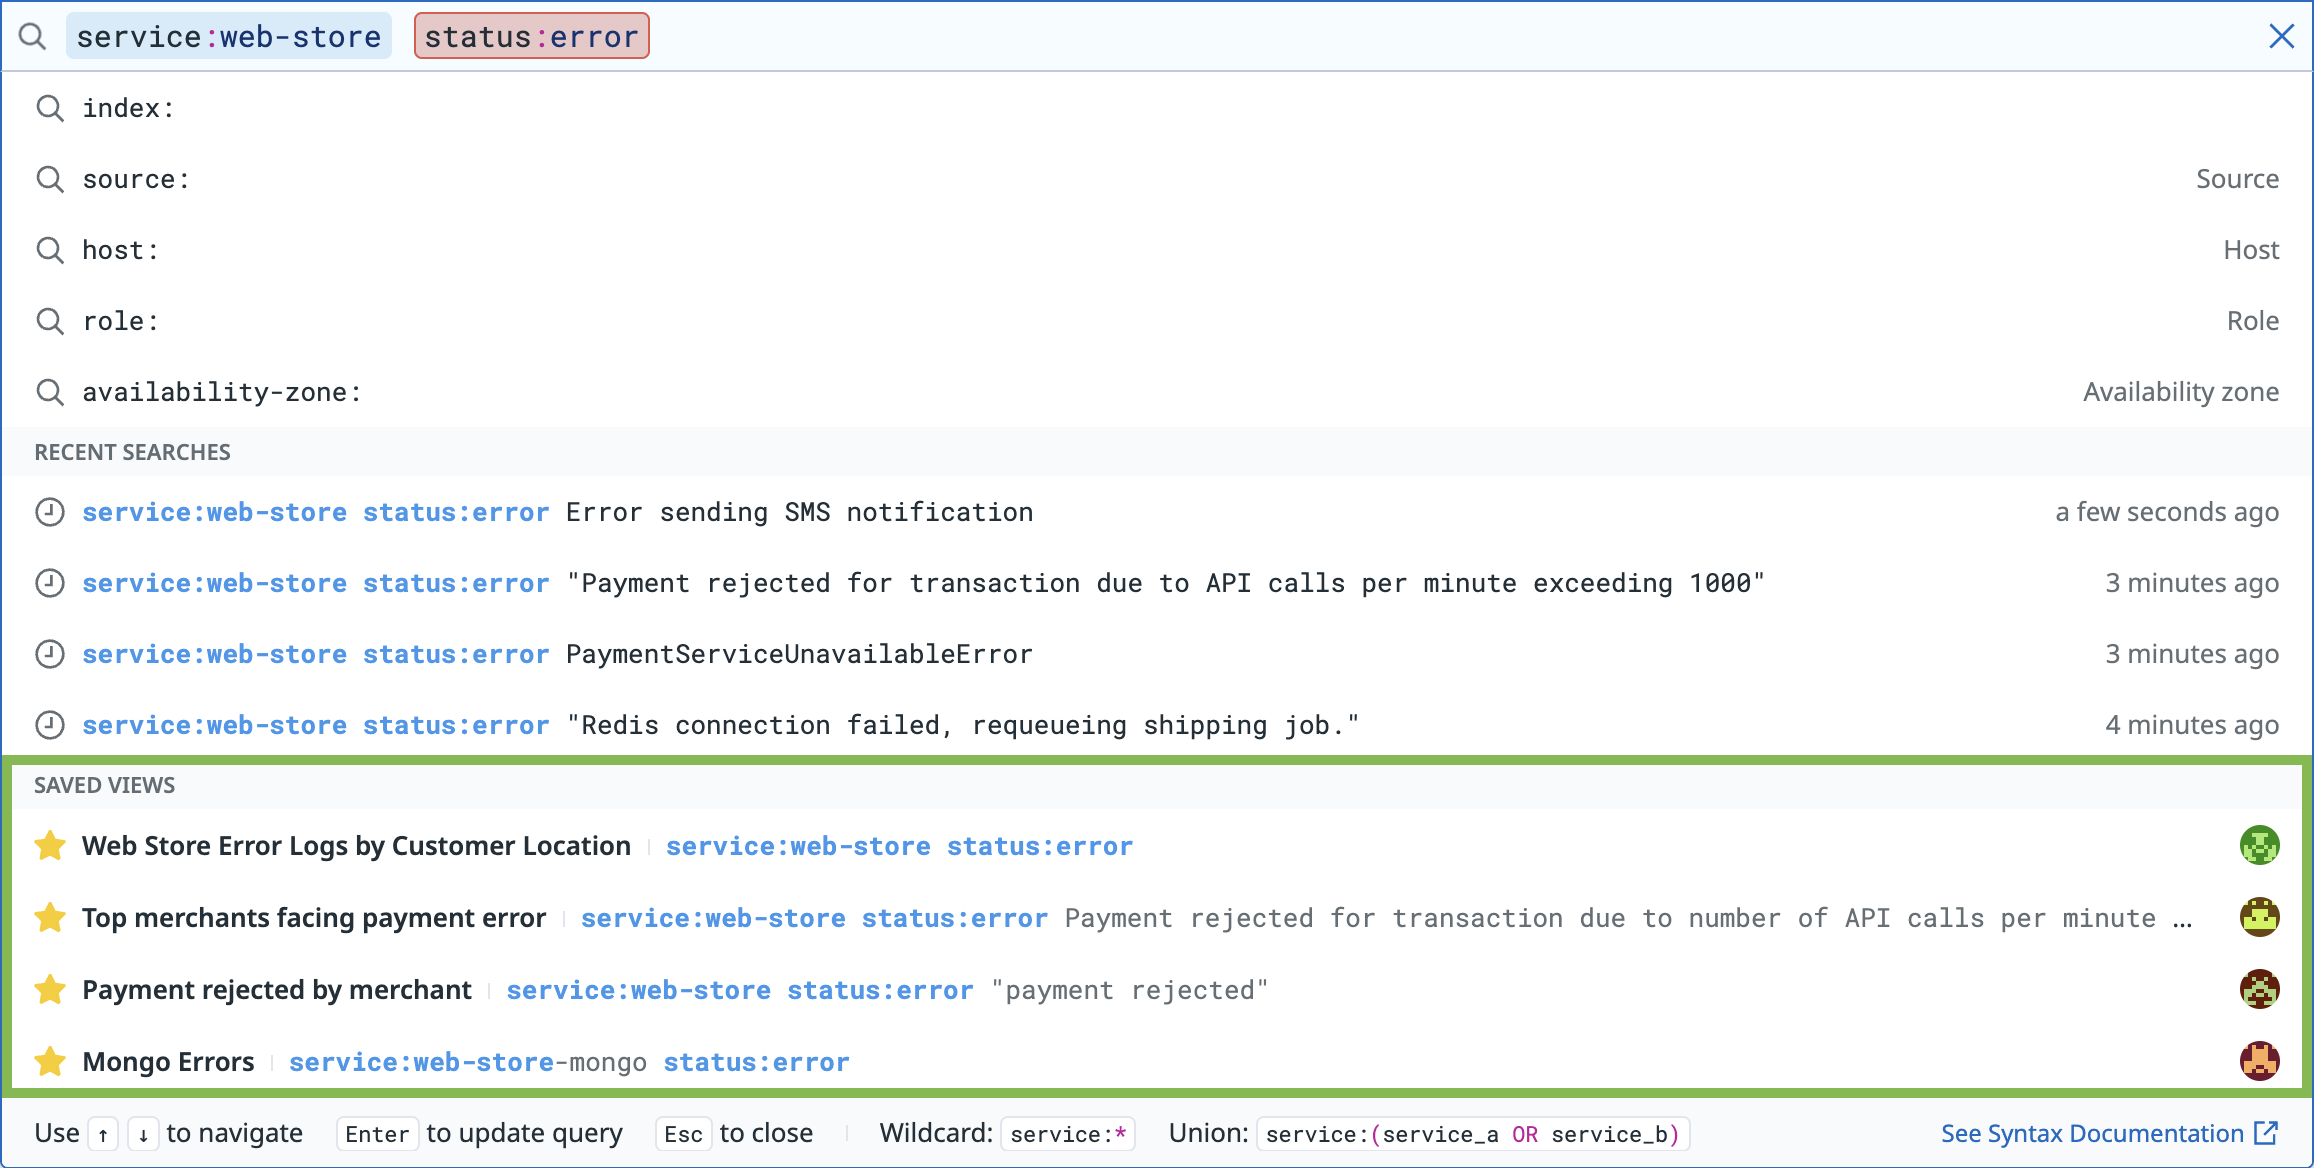 service:web-store status:error
index:
source: Source
host: Host
role: Role
availability-zone: Availability zone
RECENT SEARCHES
service:web-store status:error Error sending SMS notification a few seconds ago
service:web-store status:error "Payment rejected for transaction due to API calls per minute exceeding 1000" 3 minutes ago
service:web-store status:error PaymentServiceUnavailableError 3 minutes ago
service:web-store status:error "Redis connection failed, requeueing shipping job." 4 minutes ago
SAVED VIEWS
Web Store Error Logs by Customer Location service:web-store status:error
Top merchants facing payment error service:web-store status:error Payment rejected for transaction due to number of API calls per minute ...
Payment rejected by merchant service:web-store status:error "payment rejected"
Mongo Errors service:web-store-mongo status:error
Use ↑ ↓ to navigate Enter to update query Esc to close Wildcard: service:* Union: service:(service_a OR service_b) See Syntax Documentation